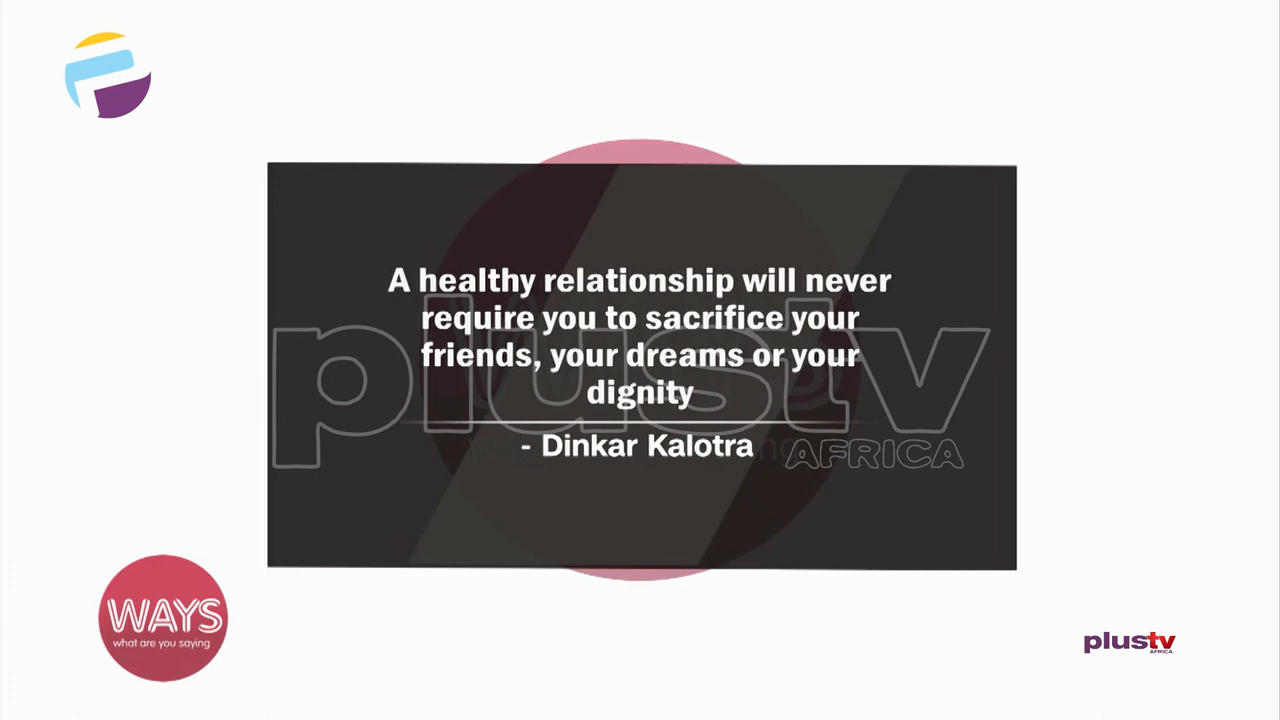 A healthy relationship will never
require you to sacrifice your
friends, your dreams or your
dignity
- Dinkar Kalotra
plustv
AFRICA
WAYS
what are you saying
plustv
AFRICA